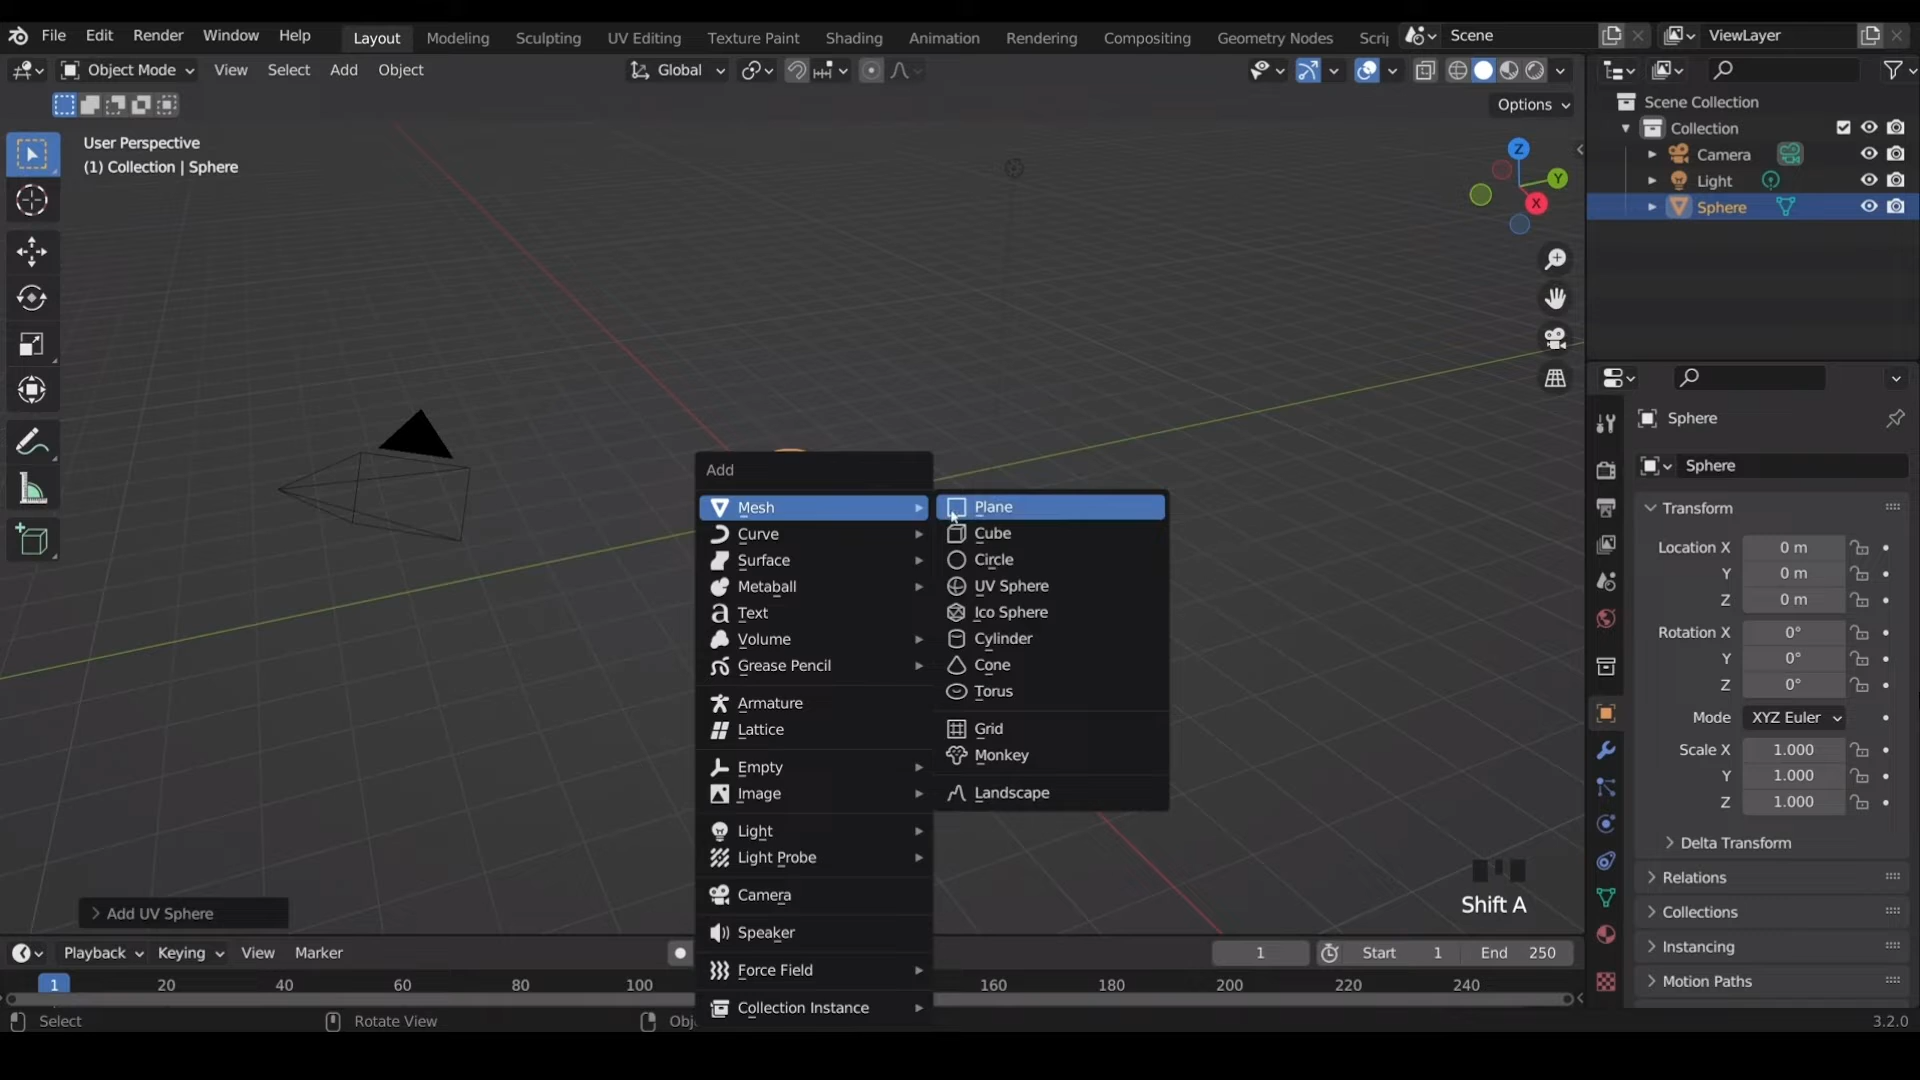 File Edit Render Window Help Layout Modeling Sculpting UV Editing Texture Paint Shading Animation Rendering Compositing Geometry Nodes Scrip Scene ViewLayer
Object Mode View Select Add Object Global
Options
User Perspective
(1) Collection | Sphere
Z
Y
X
Scene Collection
Collection
Camera
Light
Sphere
Add
Mesh
Curve
Surface
Metaball
Text
Volume
Grease Pencil
Armature
Lattice
Empty
Image
Light
Light Probe
Camera
Speaker
Force Field
Collection Instance
Plane
Cube
Circle
UV Sphere
Ico Sphere
Cylinder
Cone
Torus
Grid
Monkey
Landscape
Sphere
Sphere
Transform
Location X 0 m
Y 0 m
Z 0 m
Rotation X 0°
Y 0°
Z 0°
Mode XYZ Euler
Scale X 1.000
Y 1.000
Z 1.000
Delta Transform
Relations
Collections
Instancing
Motion Paths
Shift A
Add UV Sphere
Playback Keying View Marker 1 Start 1 End 250
1 20 40 60 80 100 160 180 200 220 240
Select Rotate View Obj 3.2.0